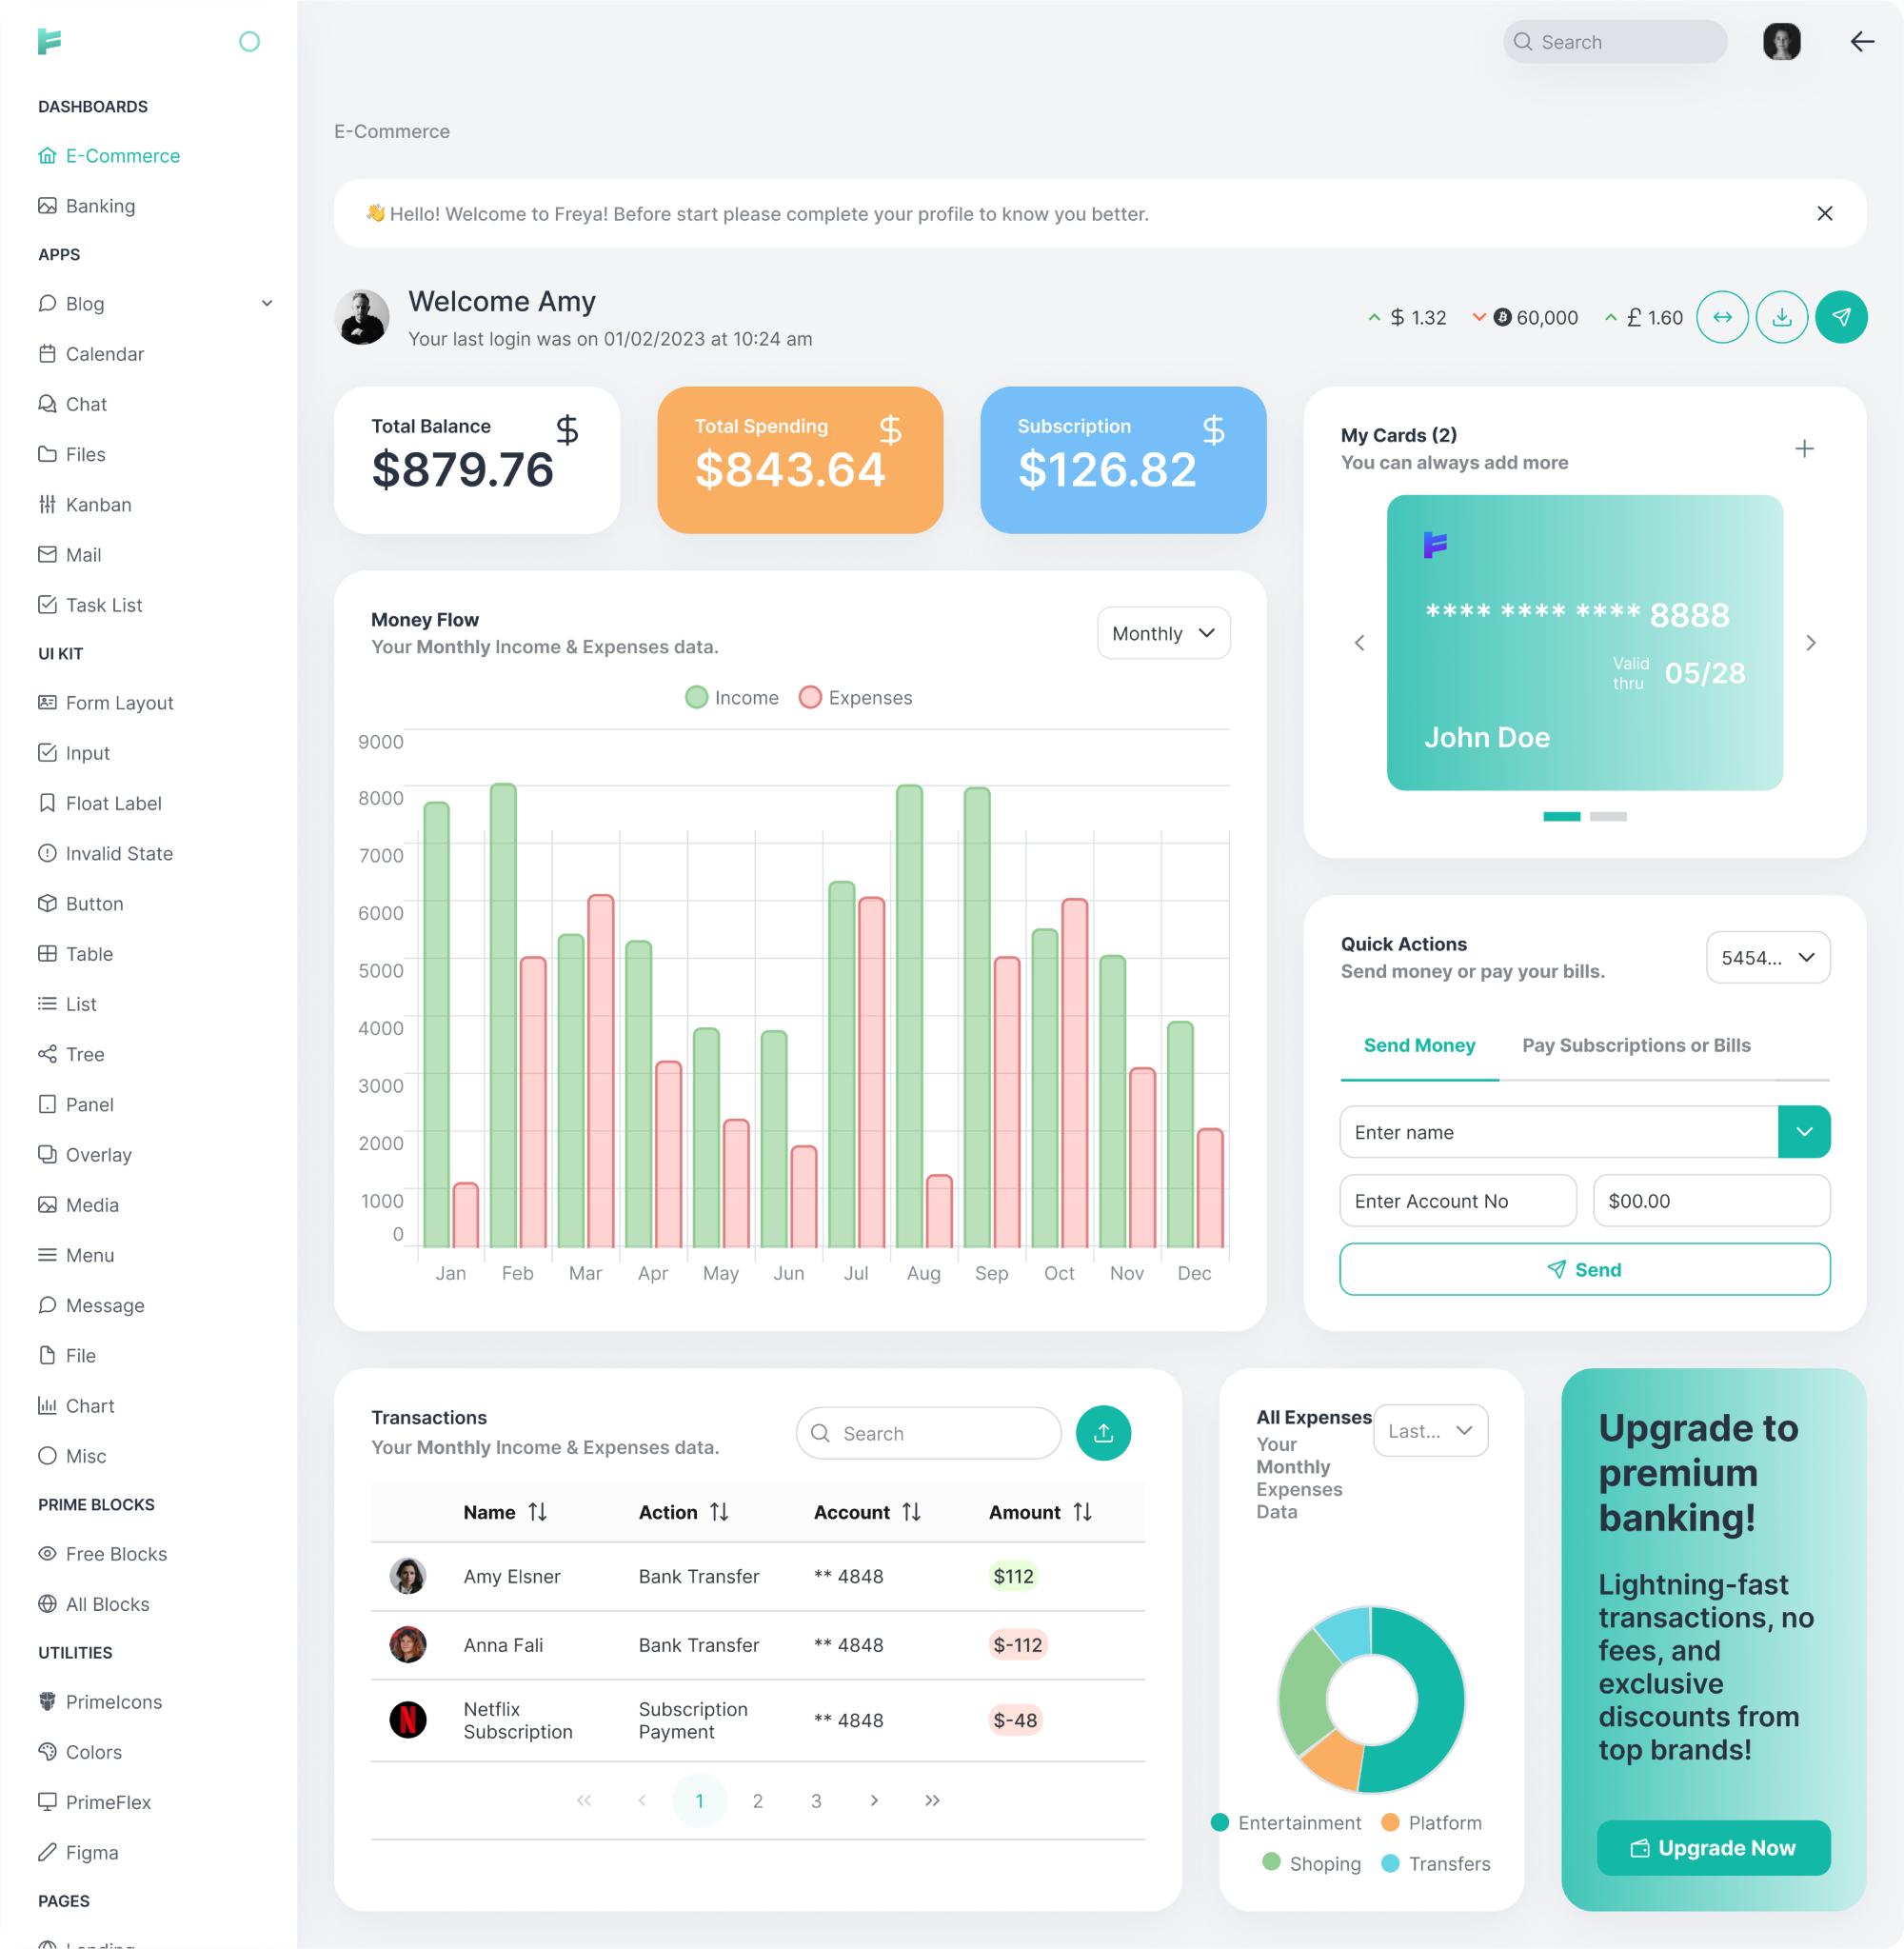 DASHBOARDS
E-Commerce
Banking
APPS
Blog
Calendar
Chat
Files
Kanban
Mail
Task List
UI KIT
Form Layout
Input
Float Label
Invalid State
Button
Table
List
Tree
Panel
Overlay
Media
Menu
Message
File
Chart
Misc
PRIME BLOCKS
Free Blocks
All Blocks
UTILITIES
PrimeIcons
Colors
PrimeFlex
Figma
PAGES
Landing
Search
E-Commerce
👋 Hello! Welcome to Freya! Before start please complete your profile to know you better.
Welcome Amy
Your last login was on 01/02/2023 at 10:24 am
$ 1.32
60,000
£ 1.60
Total Balance
$
$879.76
Total Spending
$
$843.64
Subscription
$
$126.82
My Cards (2)
You can always add more
**** **** **** 8888
Valid
thru
05/28
John Doe
Money Flow
Your Monthly Income & Expenses data.
Monthly
Income
Expenses
9000
8000
7000
6000
5000
4000
3000
2000
1000
0
Jan Feb Mar Apr May Jun Jul Aug Sep Oct Nov Dec
Quick Actions
Send money or pay your bills.
5454...
Send Money
Pay Subscriptions or Bills
Enter name
Enter Account No
$00.00
Send
Transactions
Your Monthly Income & Expenses data.
Search
Name Action Account Amount
Amy Elsner Bank Transfer ** 4848 $112
Anna Fali Bank Transfer ** 4848 $-112
Netflix
Subscription
Subscription
Payment
** 4848
$-48
1 2 3
All Expenses
Your
Monthly
Expenses
Data
Last...
Entertainment
Platform
Shoping
Transfers
Upgrade to
premium
banking!
Lightning-fast
transactions, no
fees, and
exclusive
discounts from
top brands!
Upgrade Now